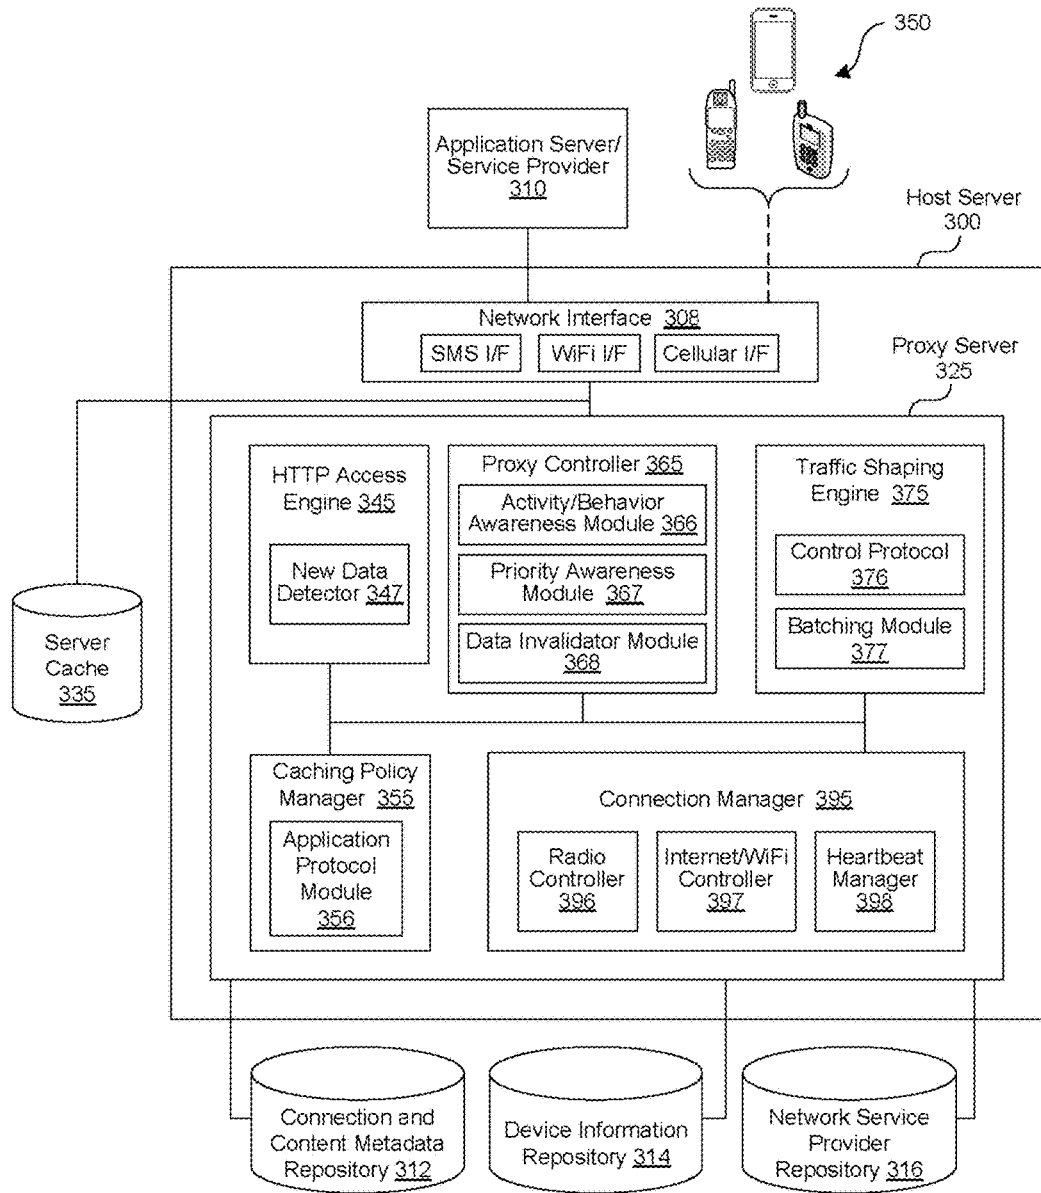 350
Application Server/
Service Provider
310
Host Server
300
Network Interface 308
SMS I/F
WiFi I/F
Cellular I/F
Proxy Server
325
HTTP Access
Engine 345
New Data
Detector 347
Proxy Controller 365
Activity/Behavior
Awareness Module 366
Priority Awareness
Module 367
Data Invalidator Module
368
Traffic Shaping
Engine 375
Control Protocol
376
Batching Module
377
Server
Cache
335
Caching Policy
Manager 355
Application
Protocol
Module
356
Connection Manager 395
Radio
Controller
396
Internet/WiFi
Controller
397
Heartbeat
Manager
398
Connection and
Content Metadata
Repository 312
Device Information
Repository 314
Network Service
Provider
Repository 316